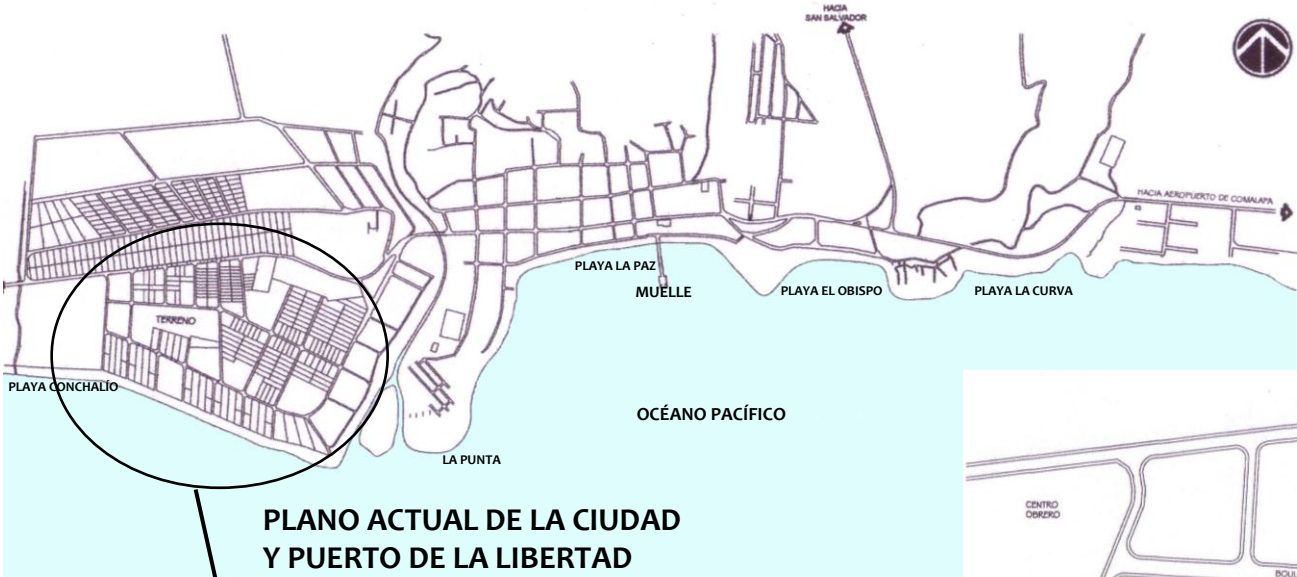 HACIA
SAN SALVADOR
HACIA AEROPUERTO DE COMALAPA
PLAYA LA PAZ
MUELLE
PLAYA EL OBISPO
PLAYA LA CURVA
TERRENO
PLAYA CONCHALÍO
OCÉANO PACÍFICO
LA PUNTA
CENTRO
OBRERO
PLANO ACTUAL DE LA CIUDAD
Y PUERTO DE LA LIBERTAD